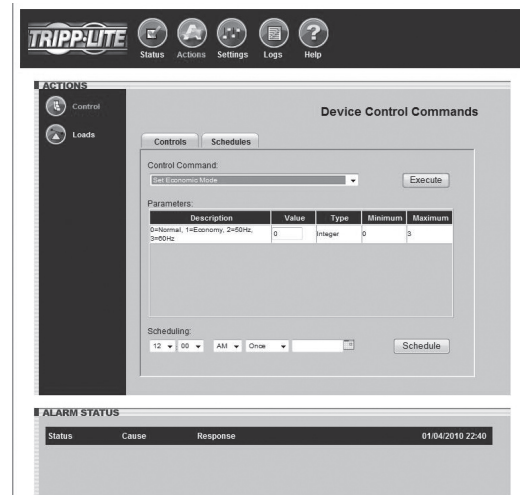 TRIPP·LITE
Status Actions Settings Logs Help
ACTIONS
Control
Loads
Device Control Commands
Controls Schedules
Control Command:
Set Economic Mode
Execute
Parameters:
Description Value Type Minimum Maximum
0=Normal, 1=Economy, 2=50Hz,
3=60Hz
0 Integer 0 3
Scheduling:
12 00 AM Once
Schedule
ALARM STATUS
Status Cause Response 01/04/2010 22:40